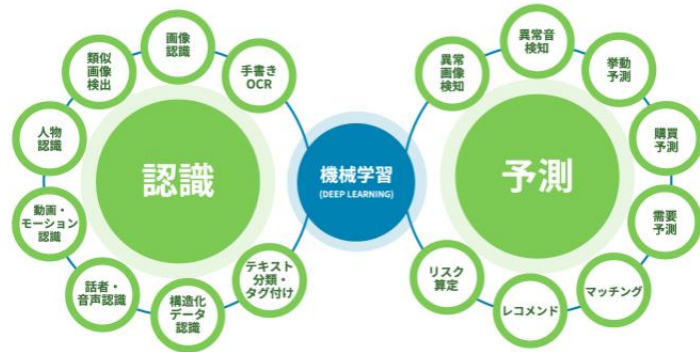 画像
認識
手書き
OCR
類似
画像
検出
人物
認識
動画・
モーション
認識
話者・
音声認識
構造化
データ
認識
テキスト
分類・
タグ付け
認識
機械学習
(DEEP LEARNING)
予測
異常
画像
検知
異常音
検知
挙動
予測
購買
予測
需要
予測
マッチング
レコメンド
リスク
算定